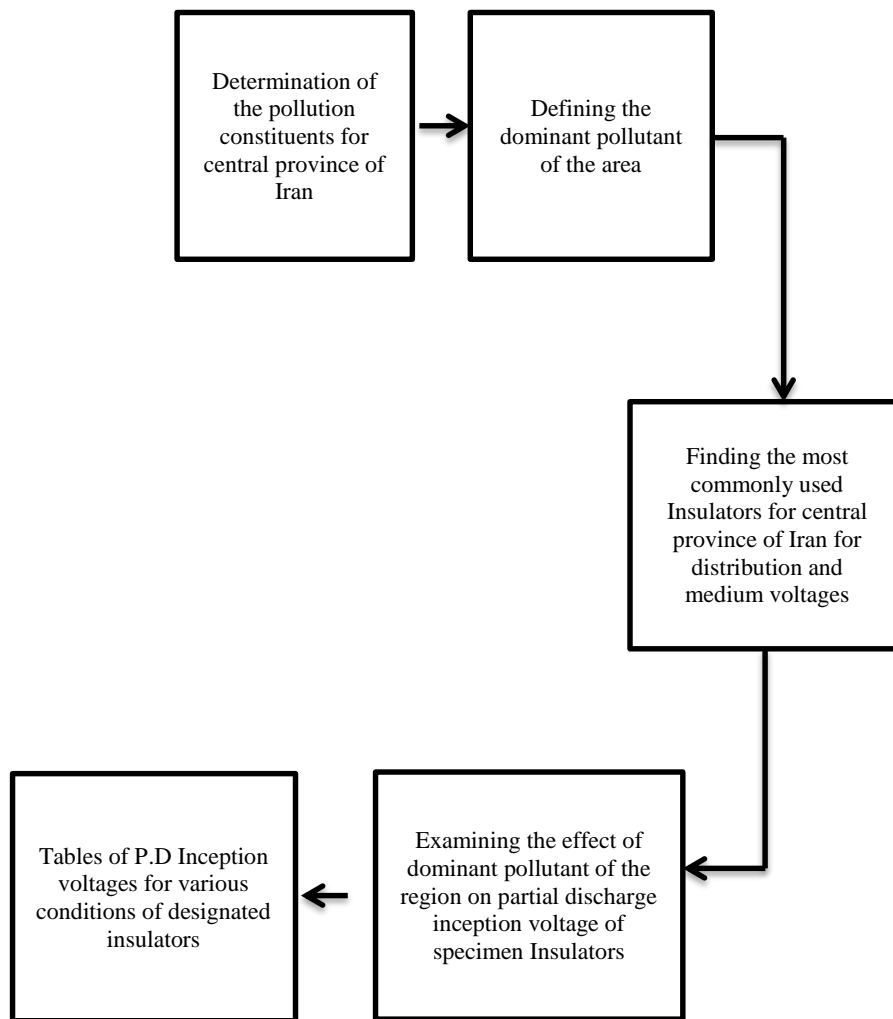 Determination of
the pollution
constituents for
central province of
Iran
Defining the
dominant pollutant
of the area
Finding the most
commonly used
Insulators for central
province of Iran for
distribution and
medium voltages
Examining the effect of
dominant pollutant of the
region on partial discharge
inception voltage of
specimen Insulators
Tables of P.D Inception
voltages for various
conditions of designated
insulators